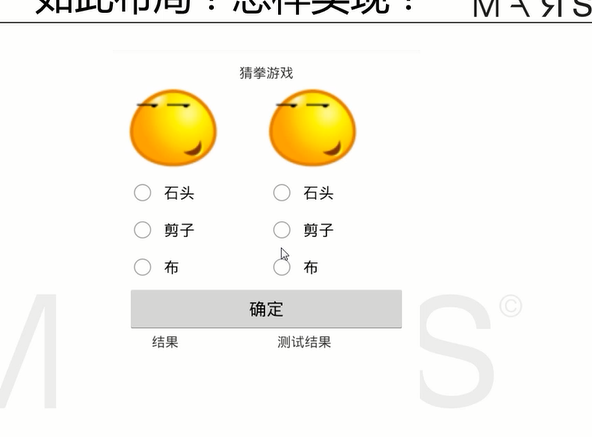 如此布局？怎样实现？
MARS
猜拳游戏
石头 石头
剪子 剪子
布 布
确定
结果 测试结果
M S©